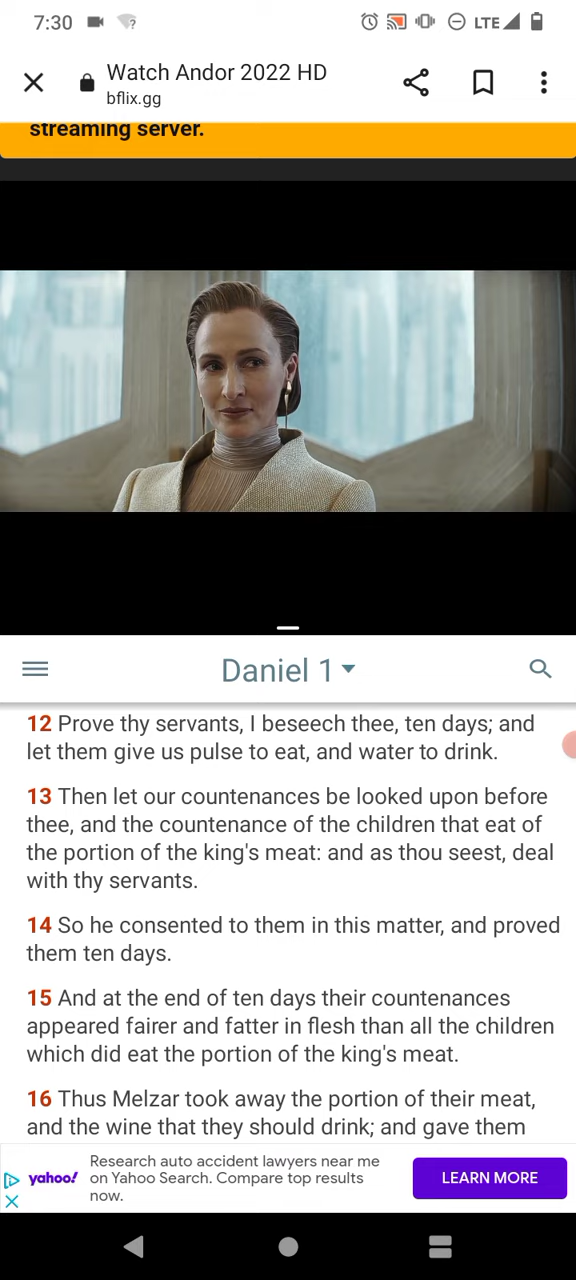 7:30
LTE
Watch Andor 2022 HD
bflix.gg
streaming server.
Daniel 1
12 Prove thy servants, I beseech thee, ten days; and
let them give us pulse to eat, and water to drink.
13 Then let our countenances be looked upon before
thee, and the countenance of the children that eat of
the portion of the king's meat: and as thou seest, deal
with thy servants.
14 So he consented to them in this matter, and proved
them ten days.
15 And at the end of ten days their countenances
appeared fairer and fatter in flesh than all the children
which did eat the portion of the king's meat.
16 Thus Melzar took away the portion of their meat,
and the wine that they should drink; and gave them
yahoo!
Research auto accident lawyers near me
on Yahoo Search. Compare top results
now.
LEARN MORE